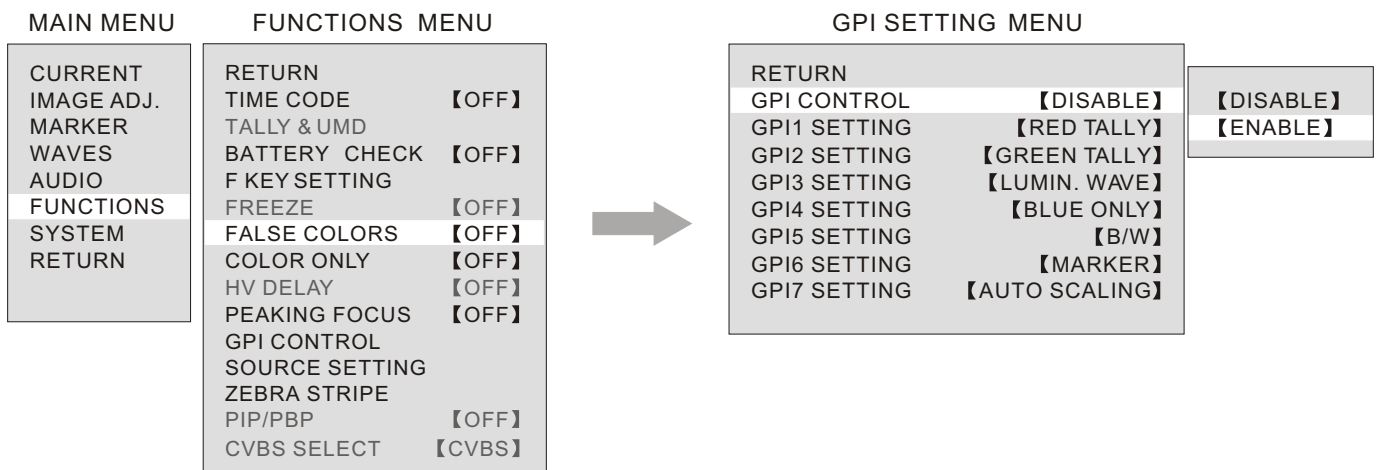 MAIN MENU
CURRENT
IMAGE ADJ.
MARKER
WAVES
AUDIO
FUNCTIONS
SYSTEM
RETURN
FUNCTIONS MENU
RETURN
TIME CODE 【OFF】
TALLY & UMD
BATTERY CHECK 【OFF】
F KEY SETTING
FREEZE 【OFF】
FALSE COLORS 【OFF】
COLOR ONLY 【OFF】
HV DELAY 【OFF】
PEAKING FOCUS 【OFF】
GPI CONTROL
SOURCE SETTING
ZEBRA STRIPE
PIP/PBP 【OFF】
CVBS SELECT 【CVBS】
GPI SETTING MENU
RETURN
GPI CONTROL 【DISABLE】
GPI1 SETTING 【RED TALLY】
GPI2 SETTING 【GREEN TALLY】
GPI3 SETTING 【LUMIN. WAVE】
GPI4 SETTING 【BLUE ONLY】
GPI5 SETTING 【B/W】
GPI6 SETTING 【MARKER】
GPI7 SETTING 【AUTO SCALING】
【DISABLE】
【ENABLE】